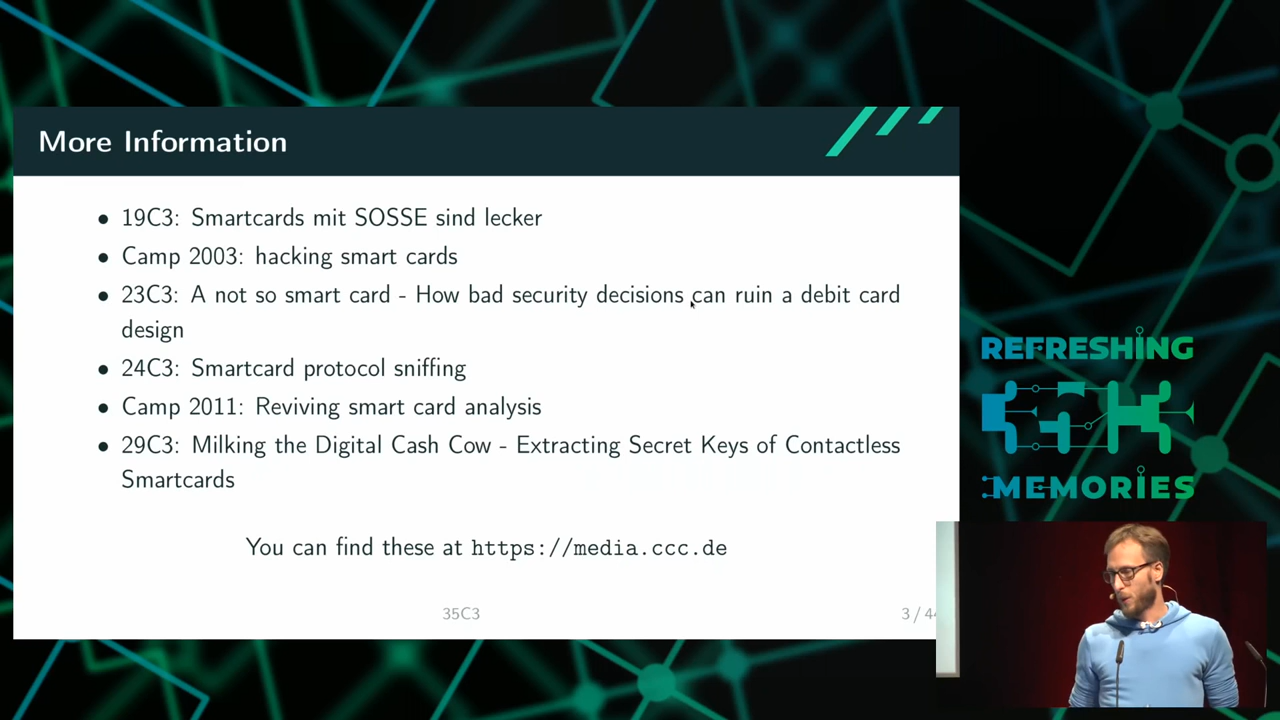 More Information
• 19C3: Smartcards mit SOSSE sind lecker
• Camp 2003: hacking smart cards
• 23C3: A not so smart card - How bad security decisions can ruin a debit card
design
• 24C3: Smartcard protocol sniffing
• Camp 2011: Reviving smart card analysis
• 29C3: Milking the Digital Cash Cow - Extracting Secret Keys of Contactless
Smartcards
You can find these at https://media.ccc.de
35C3
3 / 44
REFRESHING
MEMORIES